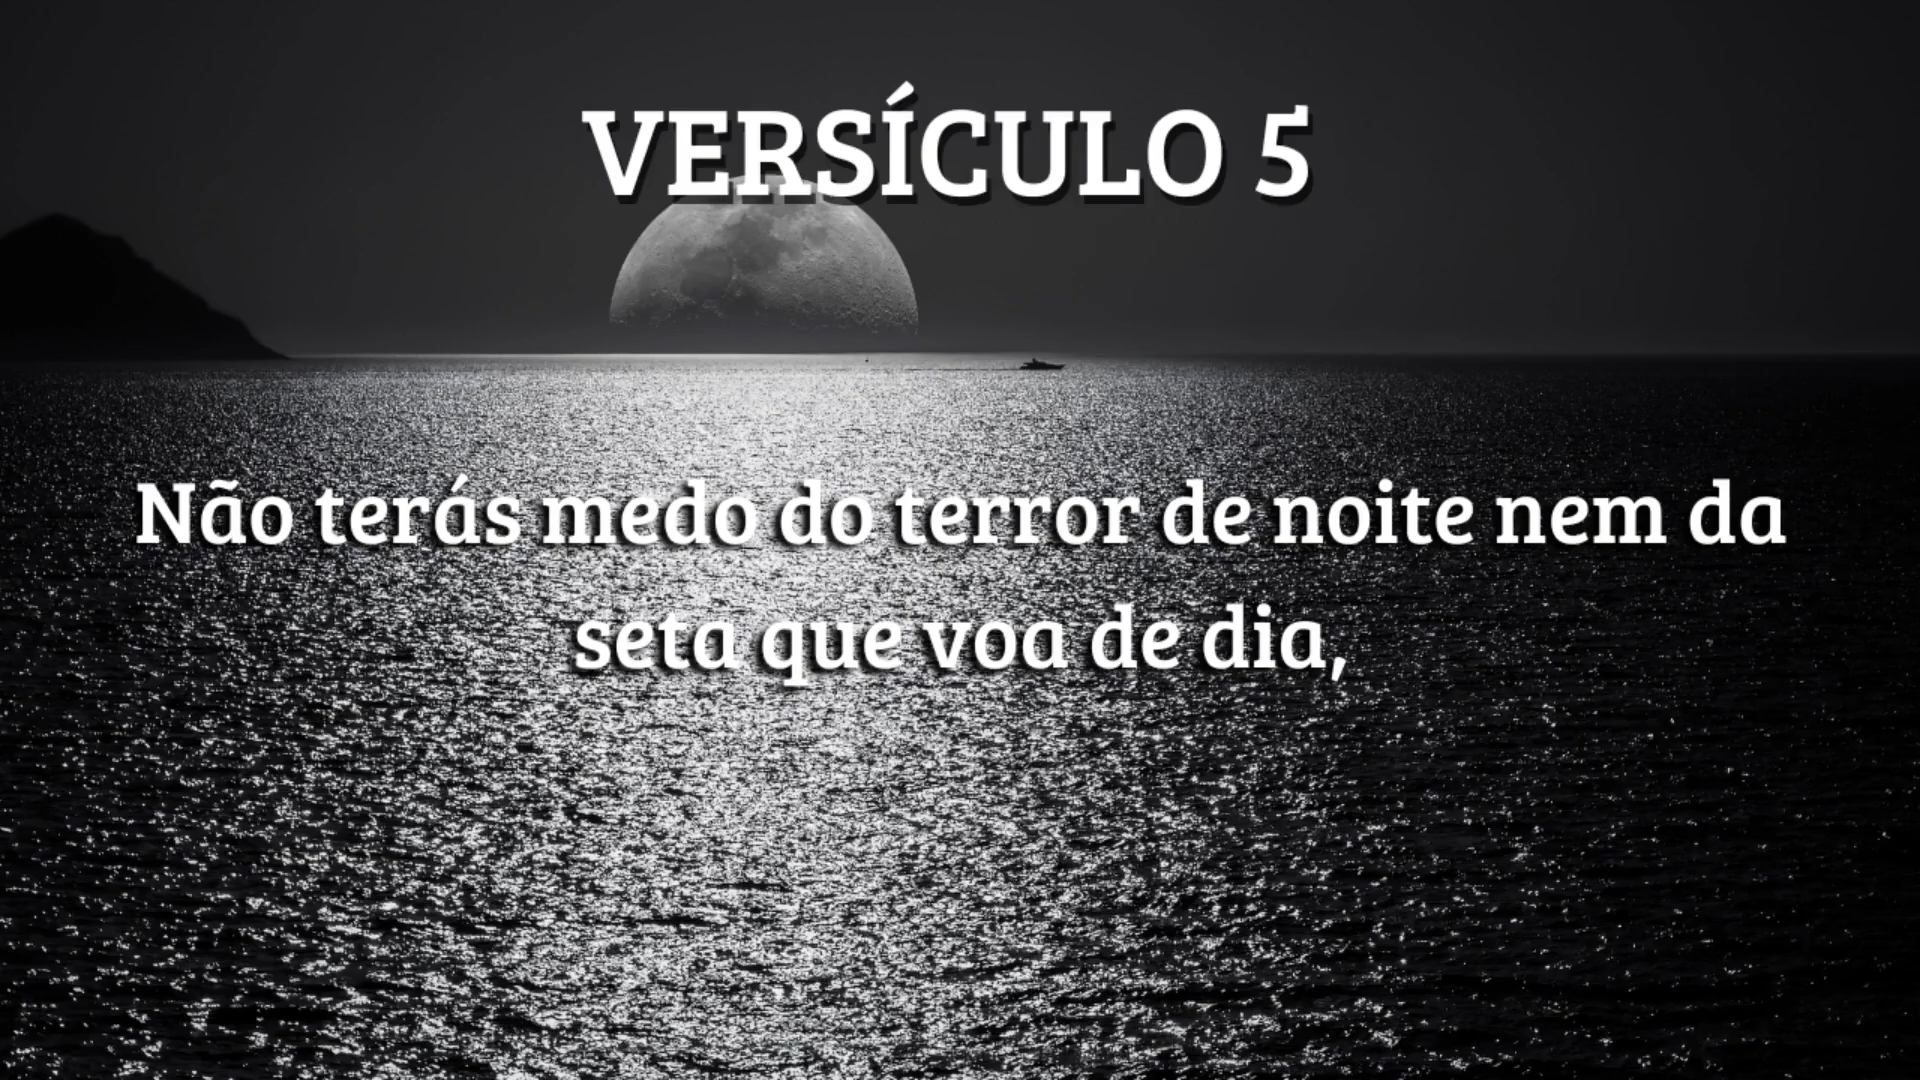 VERSÍCULO 5
Não terás medo do terror de noite nem da
seta que voa de dia,